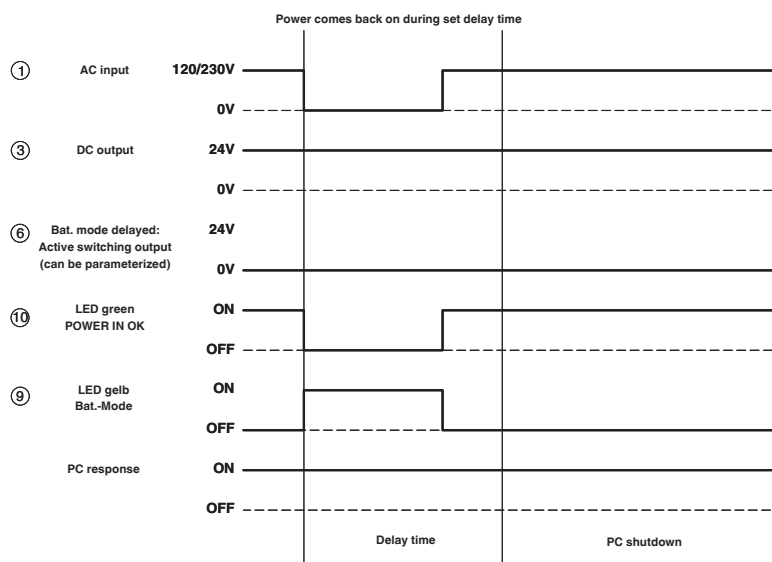 Power comes back on during set delay time
① AC input 120/230V
0V
③ DC output 24V
0V
⑥ Bat. mode delayed: 24V
Active switching output
(can be parameterized) 0V
⑩ LED green ON
POWER IN OK
OFF
⑨ LED gelb ON
Bat.-Mode
OFF
PC response ON
OFF
Delay time PC shutdown